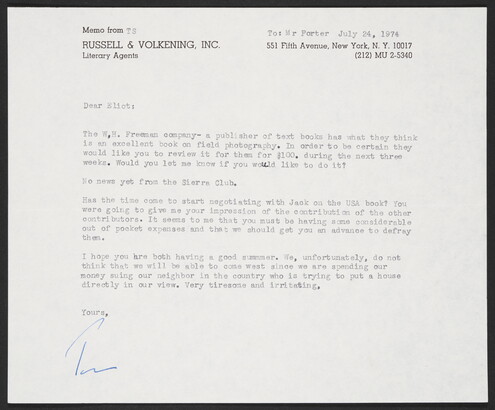 Memo from TS
To: Mr Porter July 24, 1974
RUSSELL & VOLKENING, INC.
551 Fifth Avenue, New York, N. Y. 10017
Literary Agents
(212) MU 2-5340
Dear Eliot:
The W.H. Freeman company- a publisher of text books has what they think
is an excellent book on field photography. In order to be certain they
would like you to review it for them for $100. during the next three
weeks. Would you let me know if you would like to do it?
No news yet from the Sierra Club.
Has the time come to start negotiating with Jack on the USA book? You
were going to give me your impression of the contribution of the other
contributors. It seems to me that you must be having some considerable
out of pocket expenses and that we should get you an advance to defray
them.
I hope you are both having a good summer. We, unfortunately, do not
think that we will be able to come west since we are spending our
money suing our neighbor in the country who is trying to put a house
directly in our view. Very tiresome and irritating.
Yours,
Tim